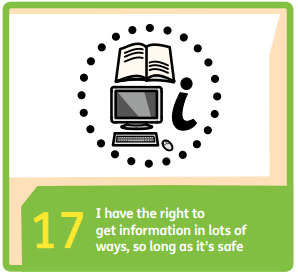 i
17
I have the right to
get information in lots of
ways, so long as it's safe